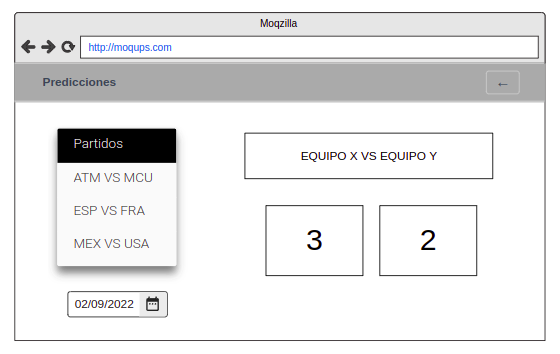 Moqzilla
http://moqups.com
Predicciones
←
Partidos
ATM VS MCU
ESP VS FRA
MEX VS USA
02/09/2022
EQUIPO X VS EQUIPO Y
3 2